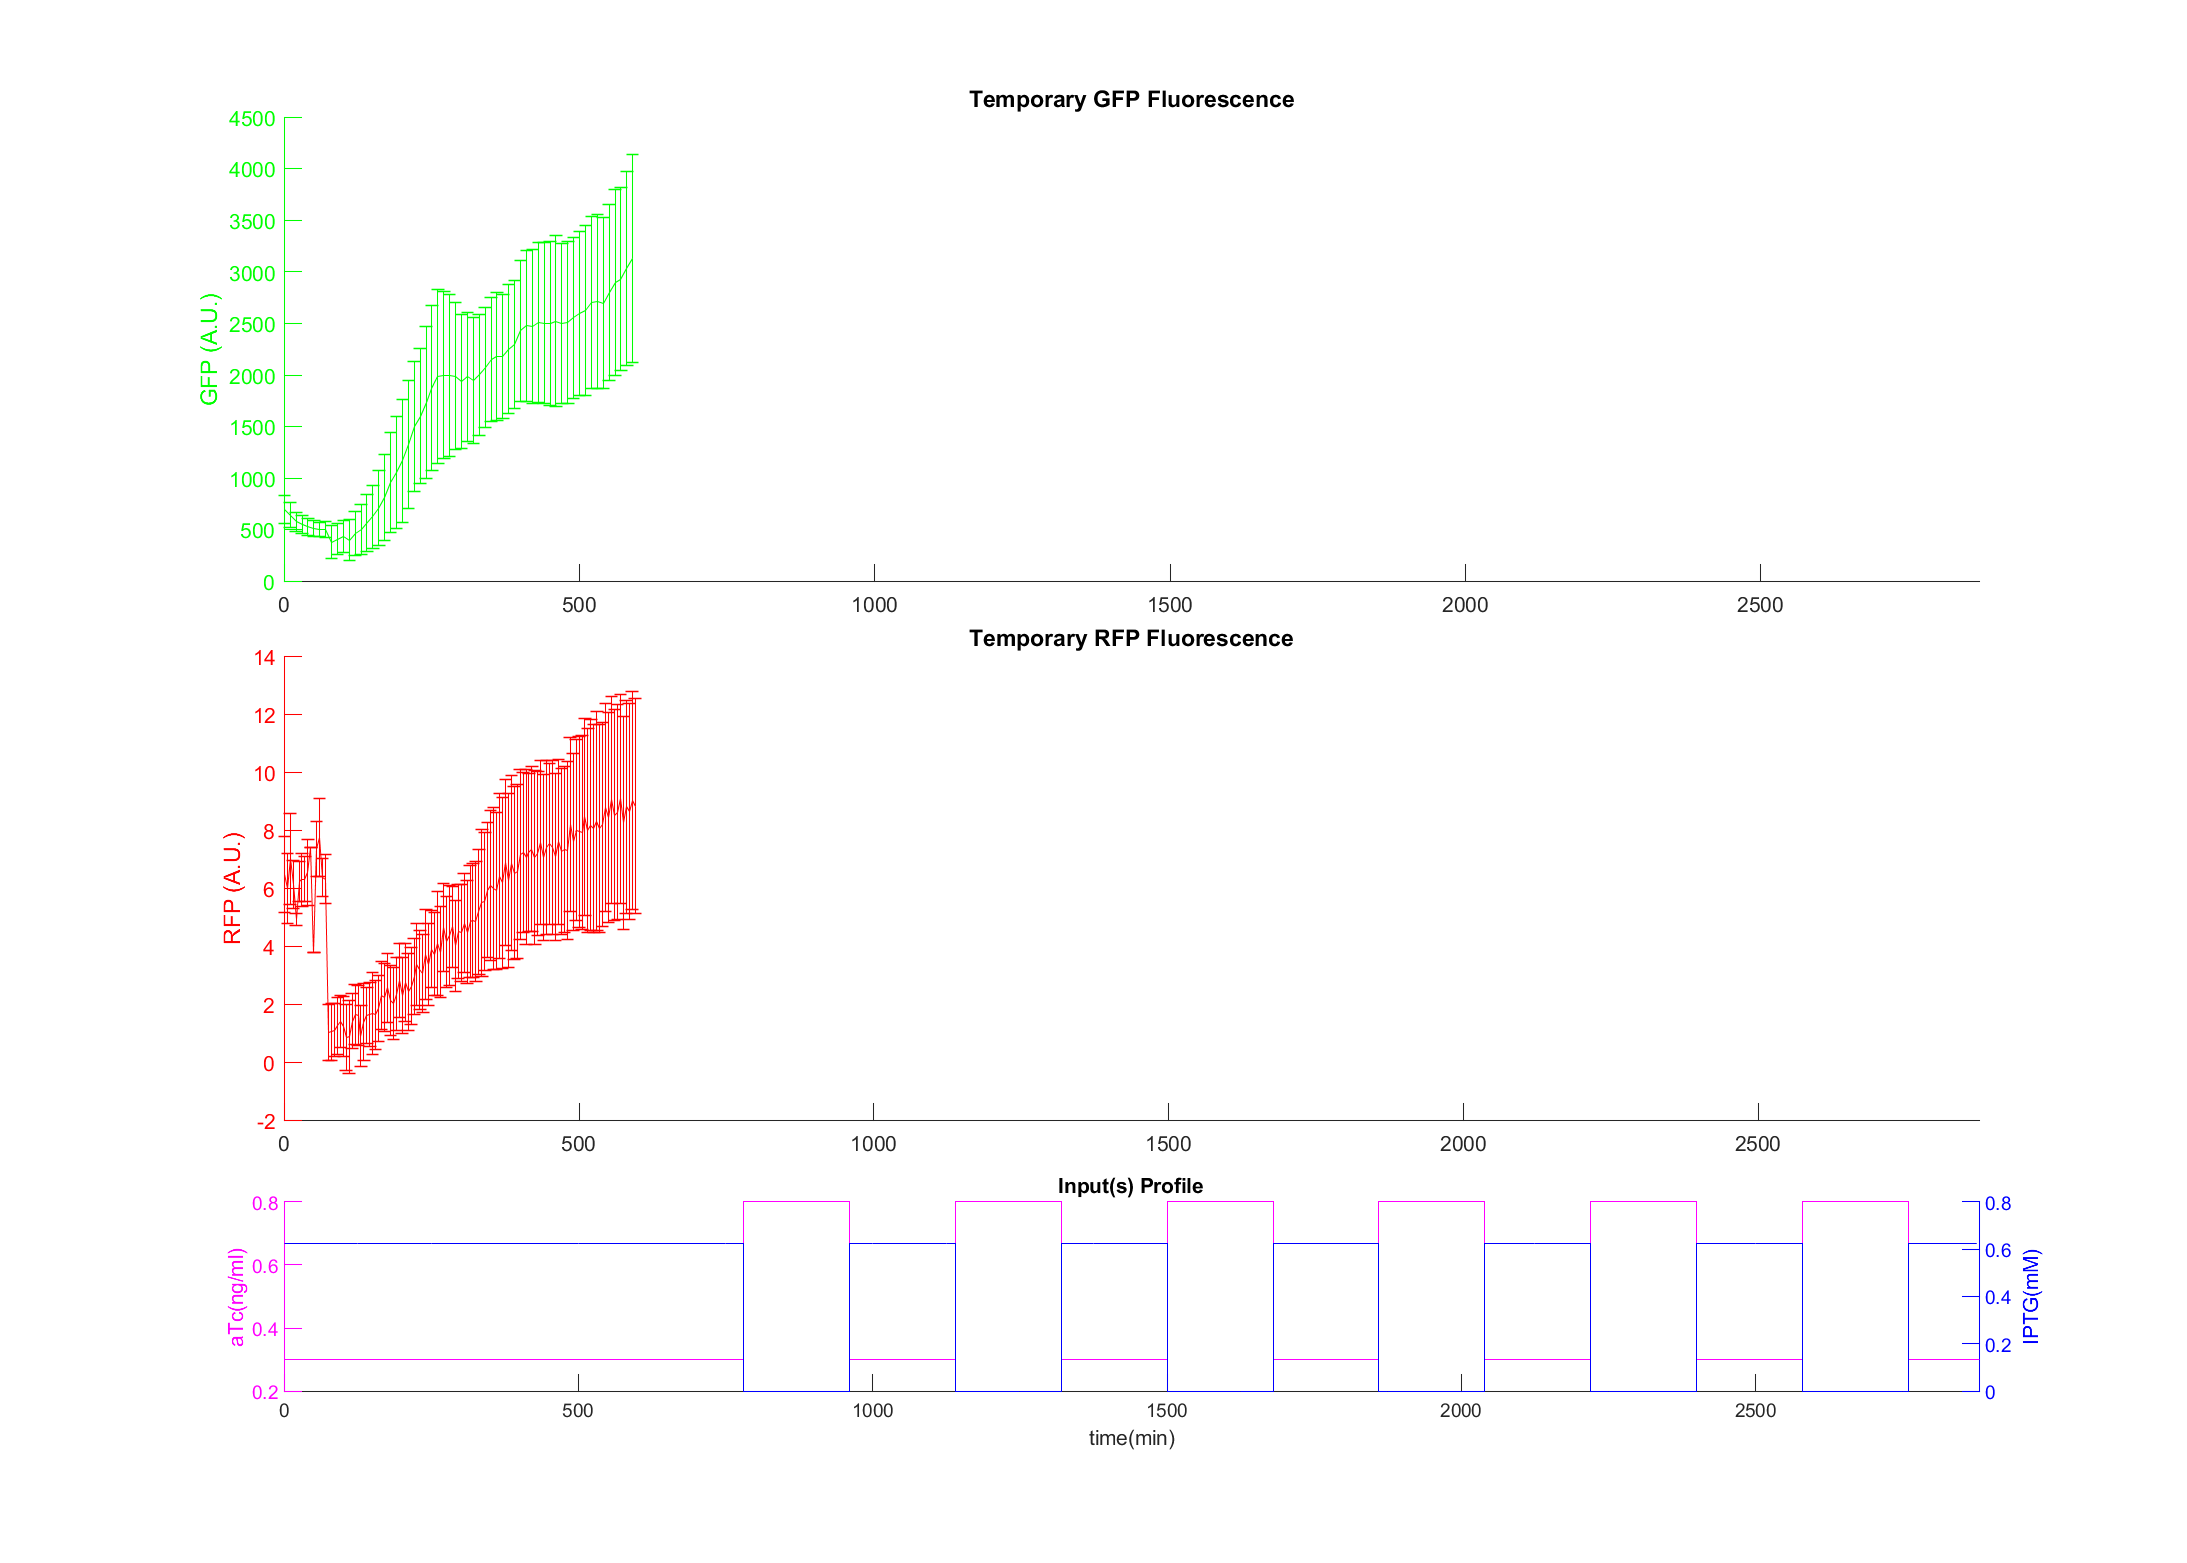 Temporary GFP Fluorescence
4500
4000
3500
3000
2500
2000
1500
1000
500
0
GFP (A.U.)
0 500 1000 1500 2000 2500
Temporary RFP Fluorescence
14
12
10
8
6
4
2
0
-2
RFP (A.U.)
0 500 1000 1500 2000 2500
Input(s) Profile
0.8
0.6
0.4
0.2
aTc(ng/ml)
0.8
0.6
0.4
0.2
0
IPTG(mM)
0 500 1000 1500 2000 2500
time(min)